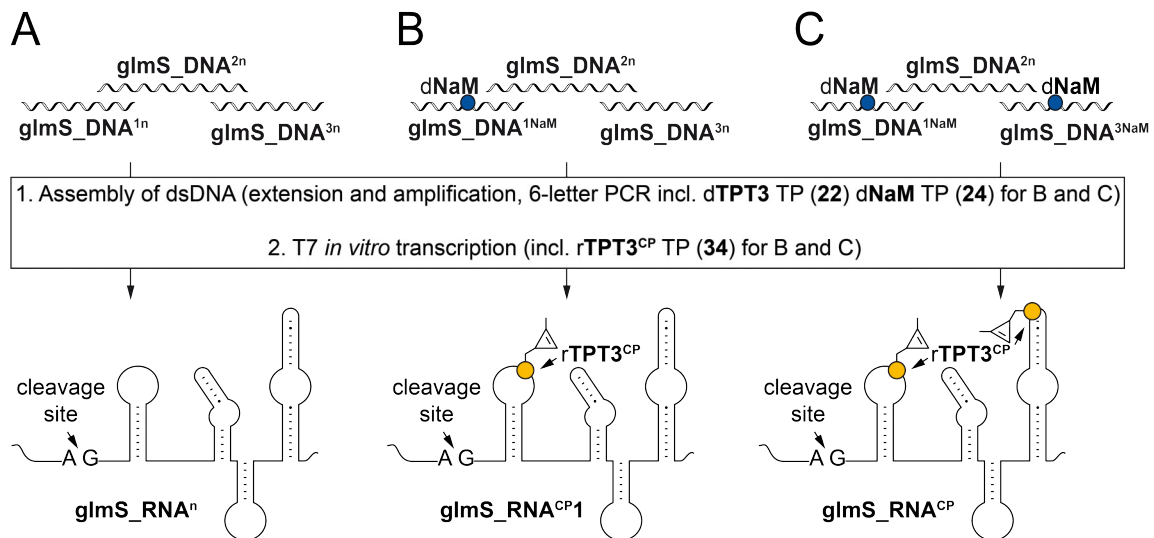 A
glmS_DNA2n
glmS_DNA1n
glmS_DNA3n
B
glmS_DNA2n
dNaM
glmS_DNA1NaM
glmS_DNA3n
C
glmS_DNA2n
dNaM
dNaM
glmS_DNA1NaM
glmS_DNA3NaM
1. Assembly of dsDNA (extension and amplification, 6-letter PCR incl. dTPT3 TP (22) dNaM TP (24) for B and C)
2. T7 in vitro transcription (incl. rTPT3CP TP (34) for B and C)
cleavage
site
A G
glmS_RNAn
rTPT3CP
cleavage
site
A G
glmS_RNACP1
rTPT3CP
cleavage
site
A G
glmS_RNACP